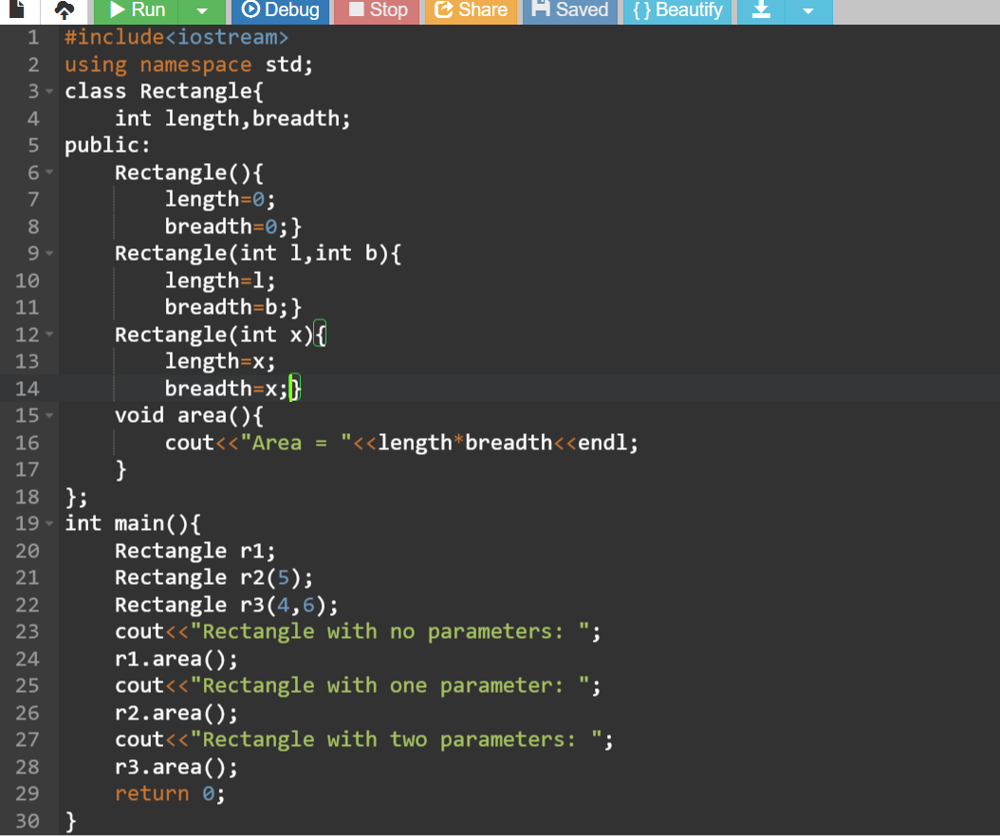 Run Debug Stop Share Saved { } Beautify
1 #include<iostream>
2 using namespace std;
3 class Rectangle{
4     int length,breadth;
5 public:
6     Rectangle(){
7         length=0;
8         breadth=0;}
9     Rectangle(int l,int b){
10         length=l;
11         breadth=b;}
12     Rectangle(int x){
13         length=x;
14         breadth=x;}
15     void area(){
16         cout<<"Area = "<<length*breadth<<endl;
17     }
18 };
19 int main(){
20     Rectangle r1;
21     Rectangle r2(5);
22     Rectangle r3(4,6);
23     cout<<"Rectangle with no parameters: ";
24     r1.area();
25     cout<<"Rectangle with one parameter: ";
26     r2.area();
27     cout<<"Rectangle with two parameters: ";
28     r3.area();
29     return 0;
30 }